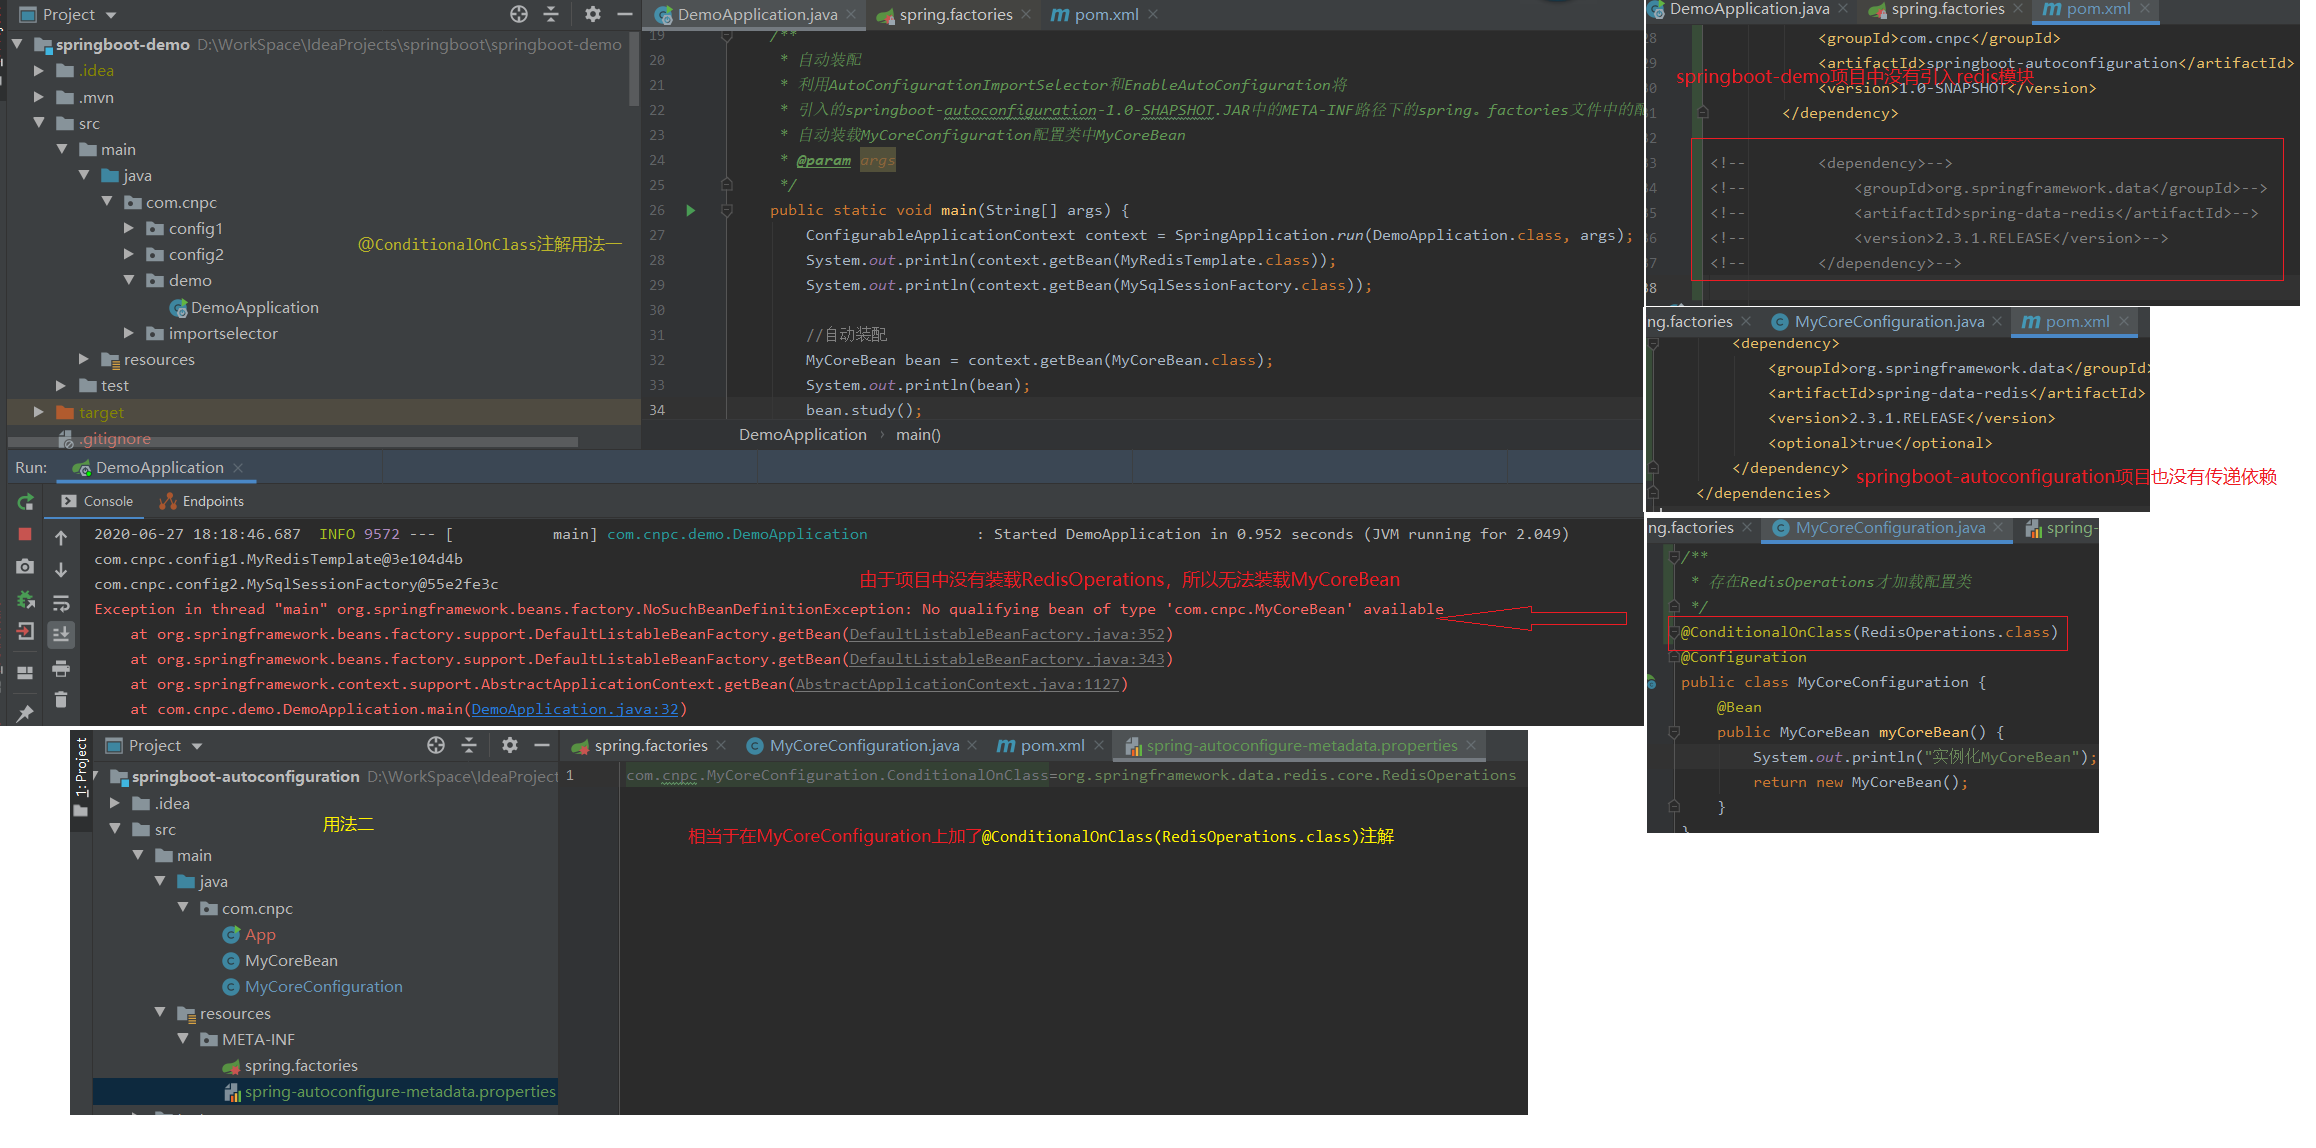 Project
springboot-demo D:\WorkSpace\IdeaProjects\springboot\springboot-demo
.idea
.mvn
src
main
java
com.cnpc
config1
config2
demo
DemoApplication
importselector
resources
test
target
.gitignore
@ConditionalOnClass注解用法一
DemoApplication.java
spring.factories
pom.xml
19 /**
20 * 自动装配
21 * 利用AutoConfigurationImportSelector和EnableAutoConfiguration将
22 * 引入的springboot-autoconfiguration-1.0-SHAPSHOT.JAR中的META-INF路径下的spring。factories文件中的配
23 * 自动装载MyCoreConfiguration配置类中MyCoreBean
24 * @param args
25 */
26 public static void main(String[] args) {
27 ConfigurableApplicationContext context = SpringApplication.run(DemoApplication.class, args);
28 System.out.println(context.getBean(MyRedisTemplate.class));
29 System.out.println(context.getBean(MySqlSessionFactory.class));
30
31 //自动装配
32 MyCoreBean bean = context.getBean(MyCoreBean.class);
33 System.out.println(bean);
34 bean.study();
DemoApplication › main()
Run: DemoApplication
Console Endpoints
2020-06-27 18:18:46.687 INFO 9572 --- [ main] com.cnpc.demo.DemoApplication : Started DemoApplication in 0.952 seconds (JVM running for 2.049)
com.cnpc.config1.MyRedisTemplate@3e104d4b
com.cnpc.config2.MySqlSessionFactory@55e2fe3c
由于项目中没有装载RedisOperations，所以无法装载MyCoreBean
Exception in thread "main" org.springframework.beans.factory.NoSuchBeanDefinitionException: No qualifying bean of type 'com.cnpc.MyCoreBean' available
at org.springframework.beans.factory.support.DefaultListableBeanFactory.getBean(DefaultListableBeanFactory.java:352)
at org.springframework.beans.factory.support.DefaultListableBeanFactory.getBean(DefaultListableBeanFactory.java:343)
at org.springframework.context.support.AbstractApplicationContext.getBean(AbstractApplicationContext.java:1127)
at com.cnpc.demo.DemoApplication.main(DemoApplication.java:32)
DemoApplication.java
spring.factories
pom.xml
28 <groupId>com.cnpc</groupId>
29 <artifactId>springboot-autoconfiguration</artifactId>
springboot-demo项目中没有引入redis模块
30 <version>1.0-SNAPSHOT</version>
31 </dependency>
32
33 <!-- <dependency>-->
34 <!-- <groupId>org.springframework.data</groupId>-->
35 <!-- <artifactId>spring-data-redis</artifactId>-->
36 <!-- <version>2.3.1.RELEASE</version>-->
37 <!-- </dependency>-->
38
ng.factories
MyCoreConfiguration.java
pom.xml
<dependency>
<groupId>org.springframework.data</groupId>
<artifactId>spring-data-redis</artifactId>
<version>2.3.1.RELEASE</version>
<optional>true</optional>
</dependency>
springboot-autoconfiguration项目也没有传递依赖
</dependencies>
ng.factories
MyCoreConfiguration.java
spring-
/**
* 存在RedisOperations才加载配置类
*/
@ConditionalOnClass(RedisOperations.class)
@Configuration
public class MyCoreConfiguration {
@Bean
public MyCoreBean myCoreBean() {
System.out.println("实例化MyCoreBean");
return new MyCoreBean();
}
}
1: Project
Project
springboot-autoconfiguration D:\WorkSpace\IdeaProject
.idea
src
main
java
com.cnpc
App
MyCoreBean
MyCoreConfiguration
resources
META-INF
spring.factories
spring-autoconfigure-metadata.properties
用法二
spring.factories
MyCoreConfiguration.java
pom.xml
spring-autoconfigure-metadata.properties
1 com.cnpc.MyCoreConfiguration.ConditionalOnClass=org.springframework.data.redis.core.RedisOperations
相当于在MyCoreConfiguration上加了@ConditionalOnClass(RedisOperations.class)注解